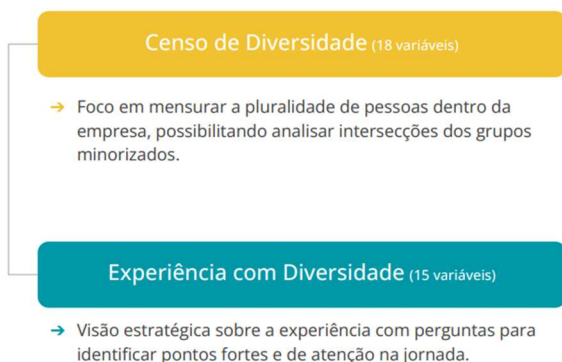 Censo de Diversidade (18 variáveis)
→ Foco em mensurar a pluralidade de pessoas dentro da
empresa, possibilitando analisar intersecções dos grupos
minorizados.
Experiência com Diversidade (15 variáveis)
→ Visão estratégica sobre a experiência com perguntas para
identificar pontos fortes e de atenção na jornada.